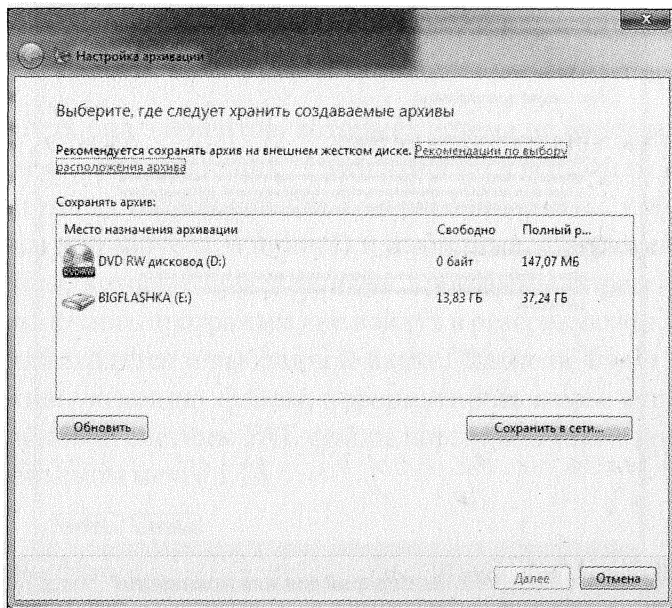 Настройка архивации
Выберите, где следует хранить создаваемые архивы
Рекомендуется сохранять архив на внешнем жестком диске. Рекомендации по выбору
расположения архива
Сохранять архив:
Место назначения архивации Свободно Полный р...
DVD RW дисковод (D:) 0 байт 147,07 МБ
BIGFLASHKA (E:) 13,83 ГБ 37,24 ГБ
Обновить Сохранить в сети...
Далее Отмена